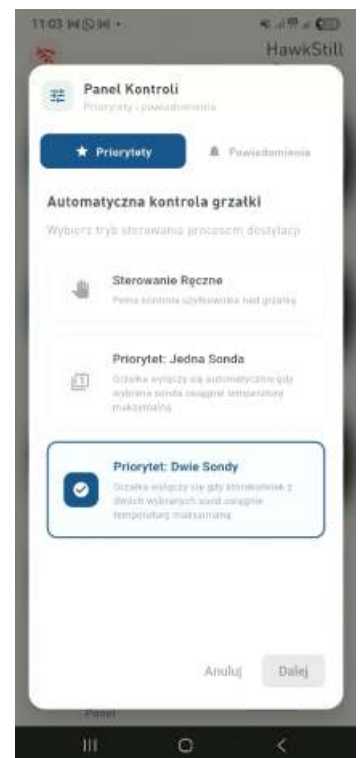 11:03
HawkStill
Panel Kontroli
Priorytety i powiadomienia
Priorytety
Powiadomienia
Automatyczna kontrola grzałki
Wybierz tryb sterowania procesem destylacji
Sterowanie Ręczne
Pełna kontrola użytkownika nad grzałką
Priorytet: Jedna Sonda
1
Grzałka wyłączy się automatycznie gdy
wybrana sonda osiągnie temperaturę
maksymalną
Priorytet: Dwie Sondy
Grzałka wyłączy się gdy którakolwiek z
dwóch wybranych sond osiągnie
temperaturę maksymalną
Anuluj
Dalej
Panel